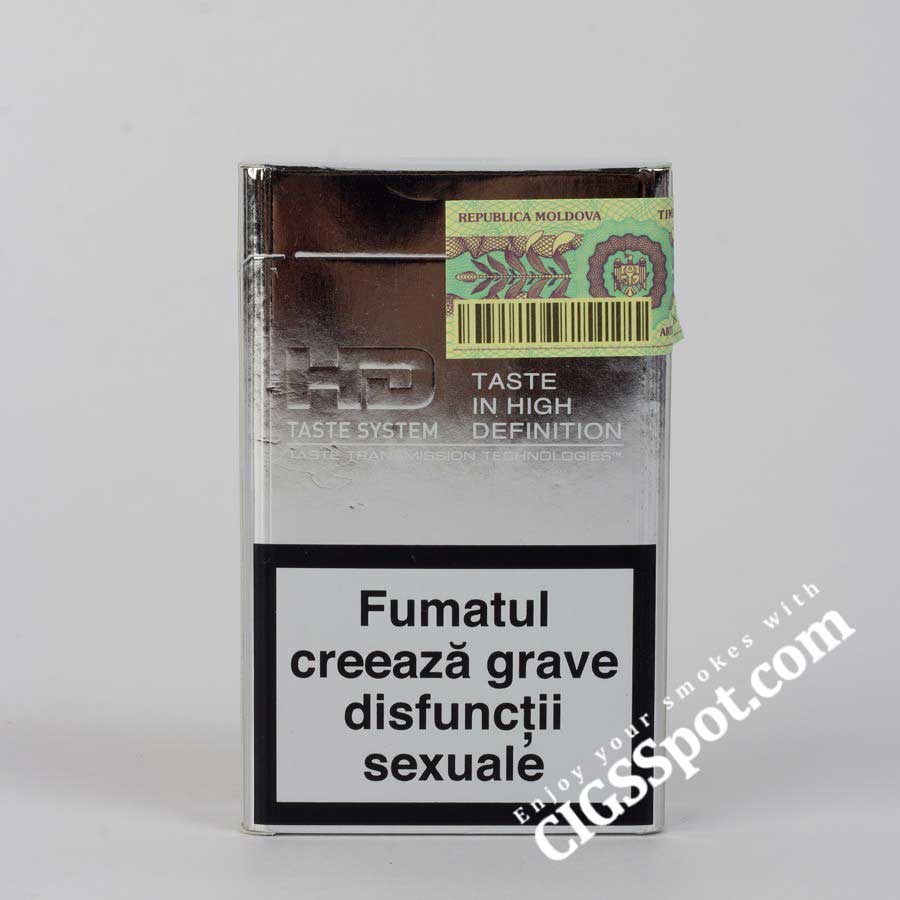 REPUBLICA MOLDOVA
HD
TASTE SYSTEM
TASTE
IN HIGH
DEFINITION
TASTE TRANSMISSION TECHNOLOGIES™
Fumatul
creează grave
disfuncții
sexuale
Enjoy your smokes with
CIGSSpot.com